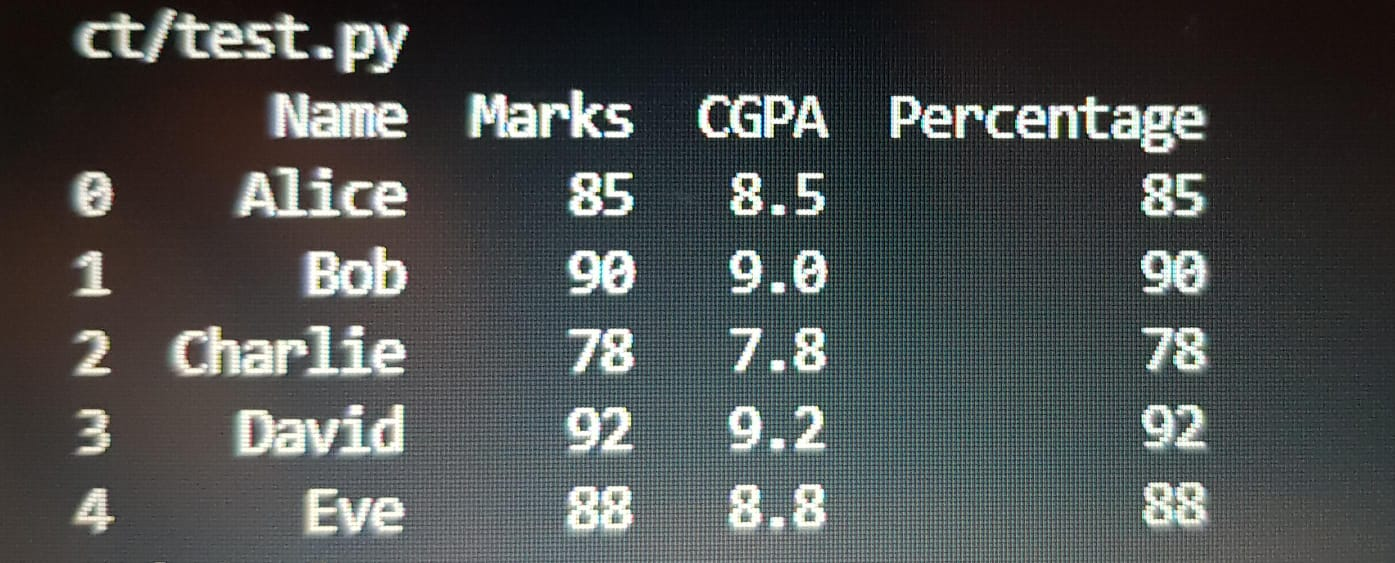 ct/test.py
Name Marks CGPA Percentage
0 Alice 85 8.5 85
1 Bob 90 9.0 90
2 Charlie 78 7.8 78
3 David 92 9.2 92
4 Eve 88 8.8 88